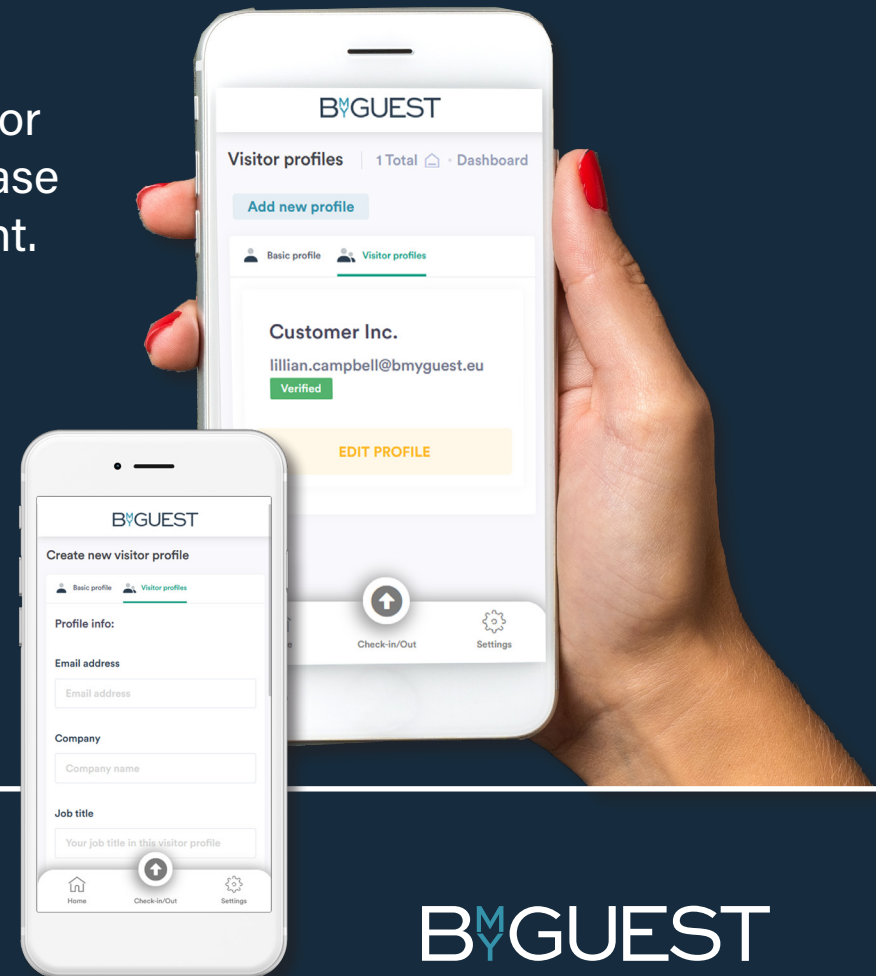 or
ase
nt.
BMYGUEST
Visitor profiles 1 Total · Dashboard
Add new profile
Basic profile Visitor profiles
Customer Inc.
lillian.campbell@bmyguest.eu
Verified
EDIT PROFILE
e Check-in/Out Settings
BMYGUEST
Create new visitor profile
Basic profile Visitor profiles
Profile info:
Email address
Email address
Company
Company name
Job title
Your job title in this visitor profile
Home Check-in/Out Settings
BMYGUEST